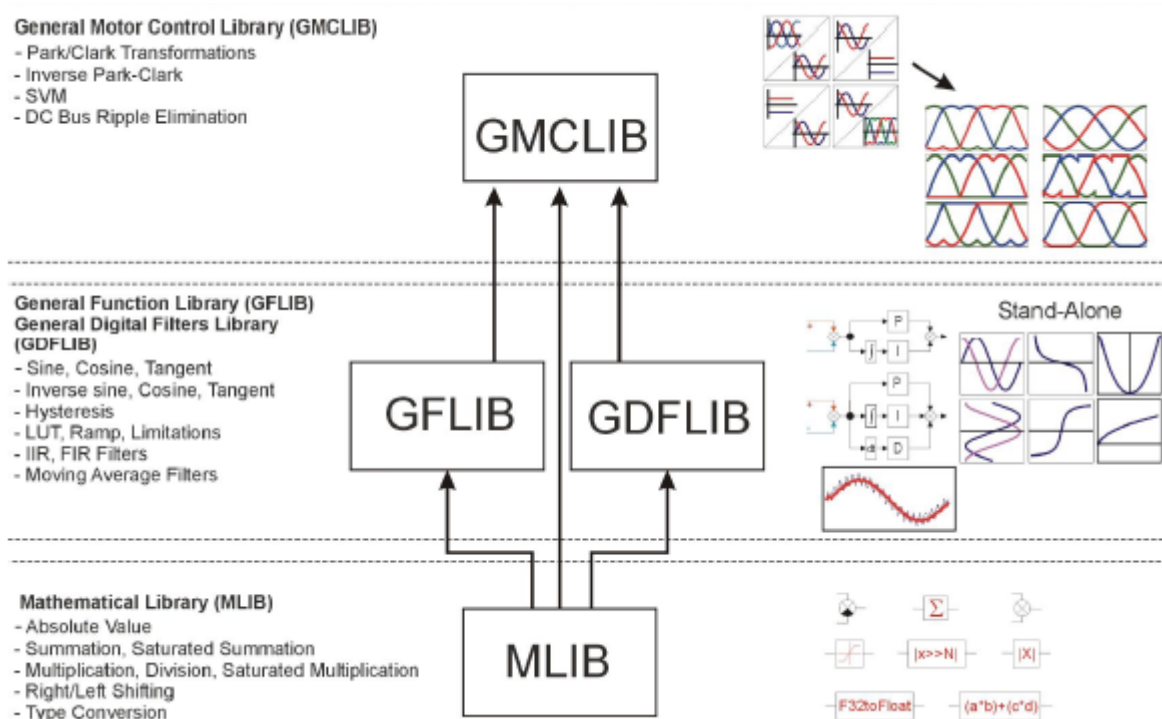 General Motor Control Library (GMCLIB)
- Park/Clark Transformations
- Inverse Park-Clark
- SVM
- DC Bus Ripple Elimination
GMCLIB
General Function Library (GFLIB)
General Digital Filters Library
(GDFLIB)
- Sine, Cosine, Tangent
- Inverse sine, Cosine, Tangent
- Hysteresis
- LUT, Ramp, Limitations
- IIR, FIR Filters
- Moving Average Filters
GFLIB
GDFLIB
P
∫ I
P
∫ I
dt D
Stand-Alone
Mathematical Library (MLIB)
- Absolute Value
- Summation, Saturated Summation
- Multiplication, Division, Saturated Multiplication
- Right/Left Shifting
- Type Conversion
MLIB
Σ
|x>>N|
|X|
F32toFloat
(a*b)+(c*d)